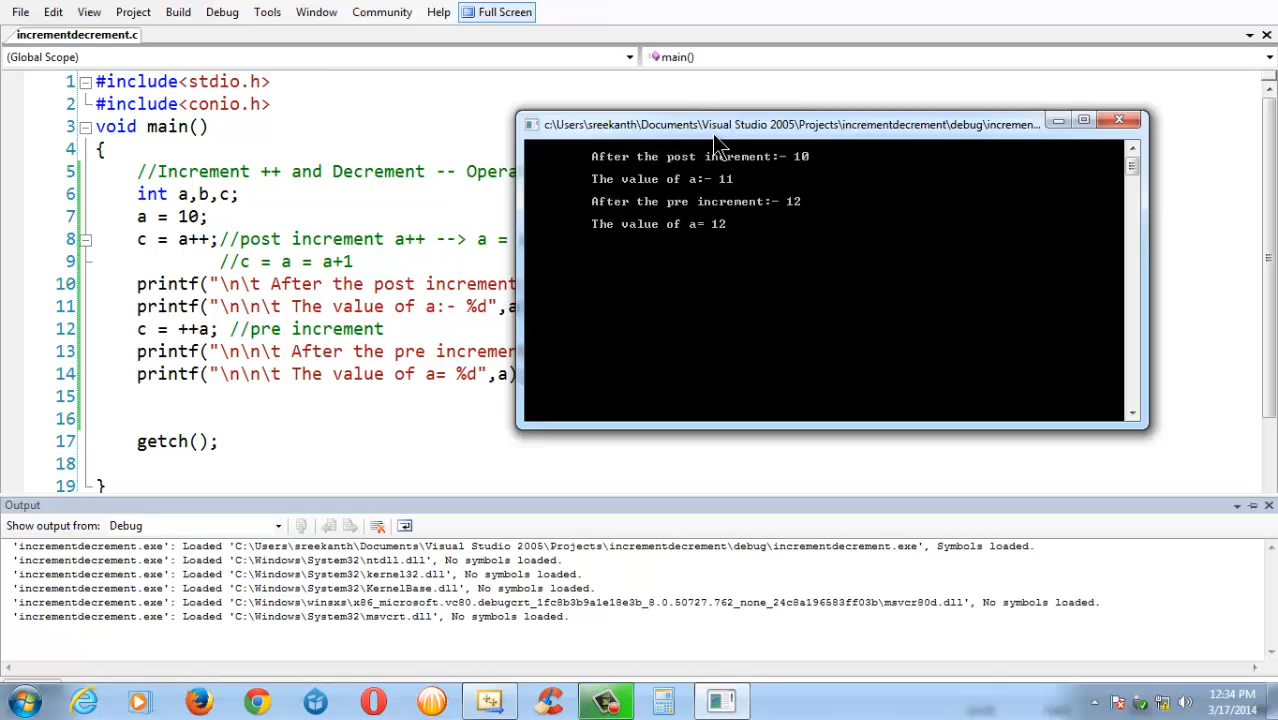 File Edit View Project Build Debug Tools Window Community Help Full Screen
incrementdecrement.c
(Global Scope) main()
1 #include<stdio.h>
2 #include<conio.h>
3 void main()
4 {
5 //Increment ++ and Decrement -- Opera
6 int a,b,c;
7 a = 10;
8 c = a++;//post increment a++ --> a =
9 //c = a = a+1
10 printf("\n\t After the post increment
11 printf("\n\n\t The value of a:- %d",a
12 c = ++a; //pre increment
13 printf("\n\n\t After the pre incremen
14 printf("\n\n\t The value of a= %d",a)
15
16
17 getch();
18
19 }
c:\Users\sreekanth\Documents\Visual Studio 2005\Projects\incrementdecrement\debug\incremen...
After the post increment:- 10
The value of a:- 11
After the pre increment:- 12
The value of a= 12
Output
Show output from: Debug
'incrementdecrement.exe': Loaded 'C:\Users\sreekanth\Documents\Visual Studio 2005\Projects\incrementdecrement\debug\incrementdecrement.exe', Symbols loaded.
'incrementdecrement.exe': Loaded 'C:\Windows\System32\ntdll.dll', No symbols loaded.
'incrementdecrement.exe': Loaded 'C:\Windows\System32\kernel32.dll', No symbols loaded.
'incrementdecrement.exe': Loaded 'C:\Windows\System32\KernelBase.dll', No symbols loaded.
'incrementdecrement.exe': Loaded 'C:\Windows\winsxs\x86_microsoft.vc80.debugcrt_1fc8b3b9a1e18e3b_8.0.50727.762_none_24c8a196583ff03b\msvcr80d.dll', No symbols loaded.
'incrementdecrement.exe': Loaded 'C:\Windows\System32\msvcrt.dll', No symbols loaded.
12:34 PM
3/17/2014